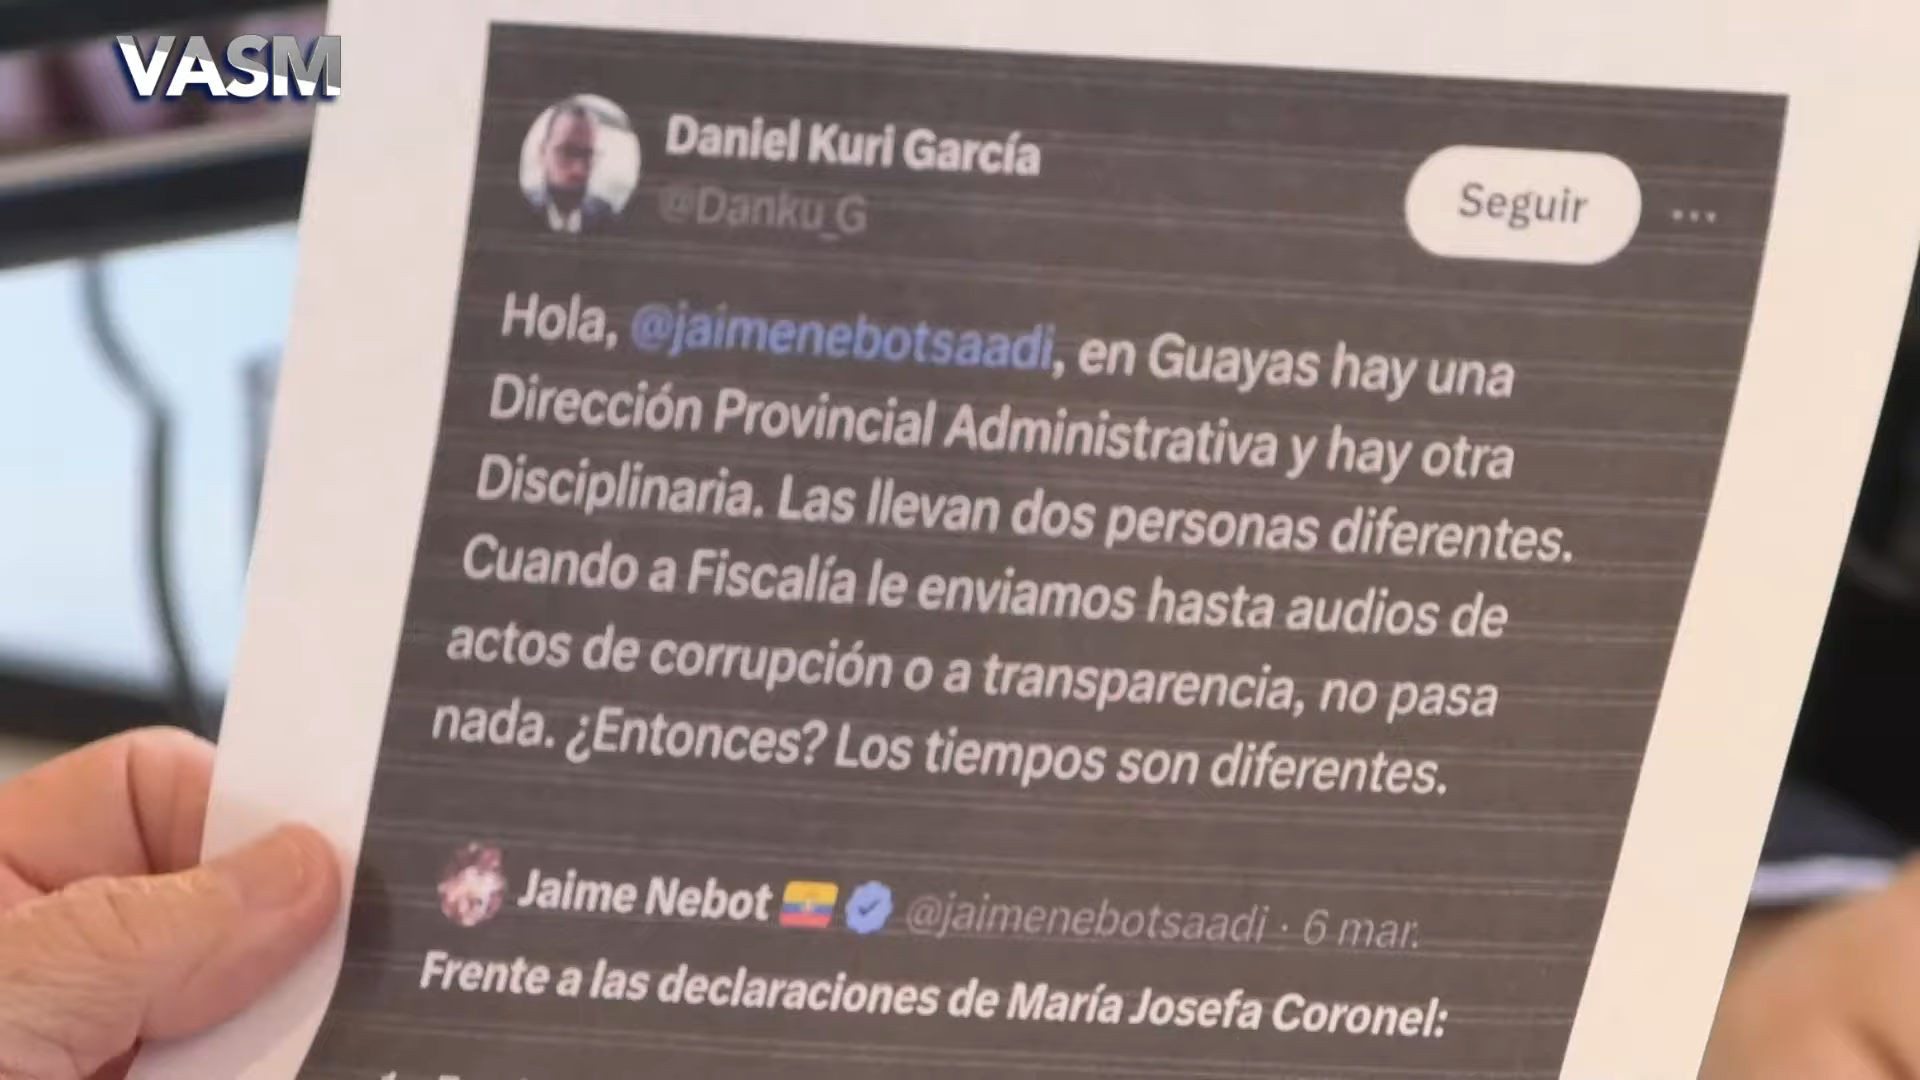 VASM
Daniel Kuri García
@Danku_G
Seguir
Hola, @jaimenebotsaadi, en Guayas hay una
Dirección Provincial Administrativa y hay otra
Disciplinaria. Las llevan dos personas diferentes.
Cuando a Fiscalía le enviamos hasta audios de
actos de corrupción o a transparencia, no pasa
nada. ¿Entonces? Los tiempos son diferentes.
Jaime Nebot @jaimenebotsaadi · 6 mar.
Frente a las declaraciones de María Josefa Coronel: